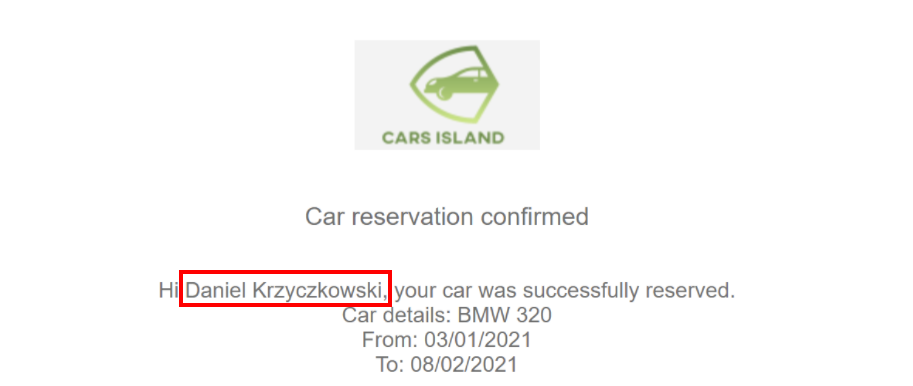 CARS ISLAND
Car reservation confirmed
Hi Daniel Krzyczkowski, your car was successfully reserved.
Car details: BMW 320
From: 03/01/2021
To: 08/02/2021